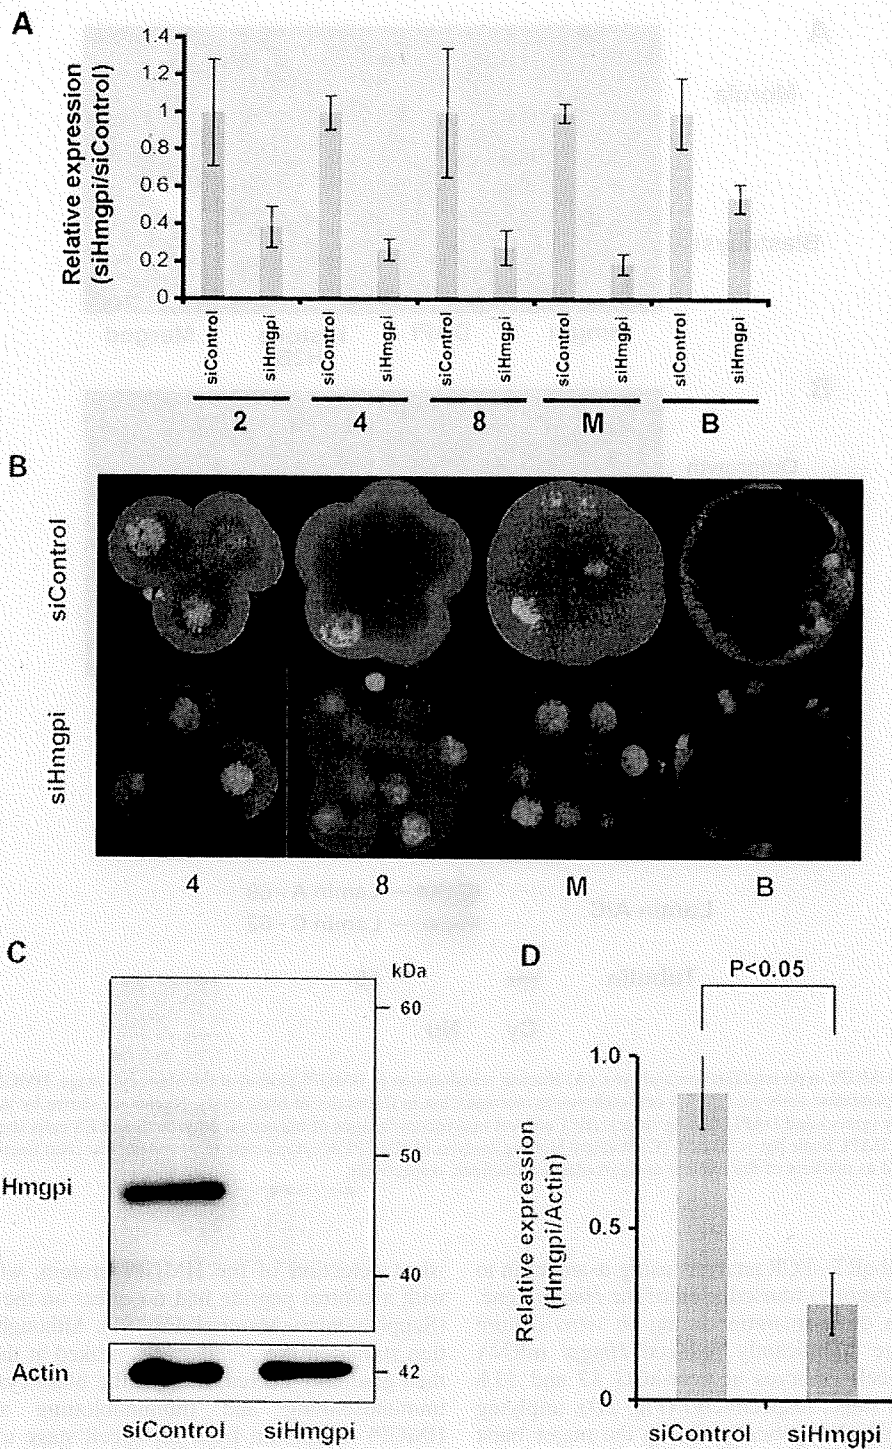 A
Relative expression
(siHmgpi/siControl)
1.4
1.2
1
0.8
0.6
0.4
0.2
0
siControl
siHmgpi
siControl
siHmgpi
siControl
siHmgpi
siControl
siHmgpi
siControl
siHmgpi
2
4
8
M
B
B
siControl
siHmgpi
4
8
M
B
C
kDa
60
50
Hmgpi
40
Actin
42
siControl
siHmgpi
D
P<0.05
Relative expression
(Hmgpi/Actin)
1.0
0.5
0
siControl
siHmgpi